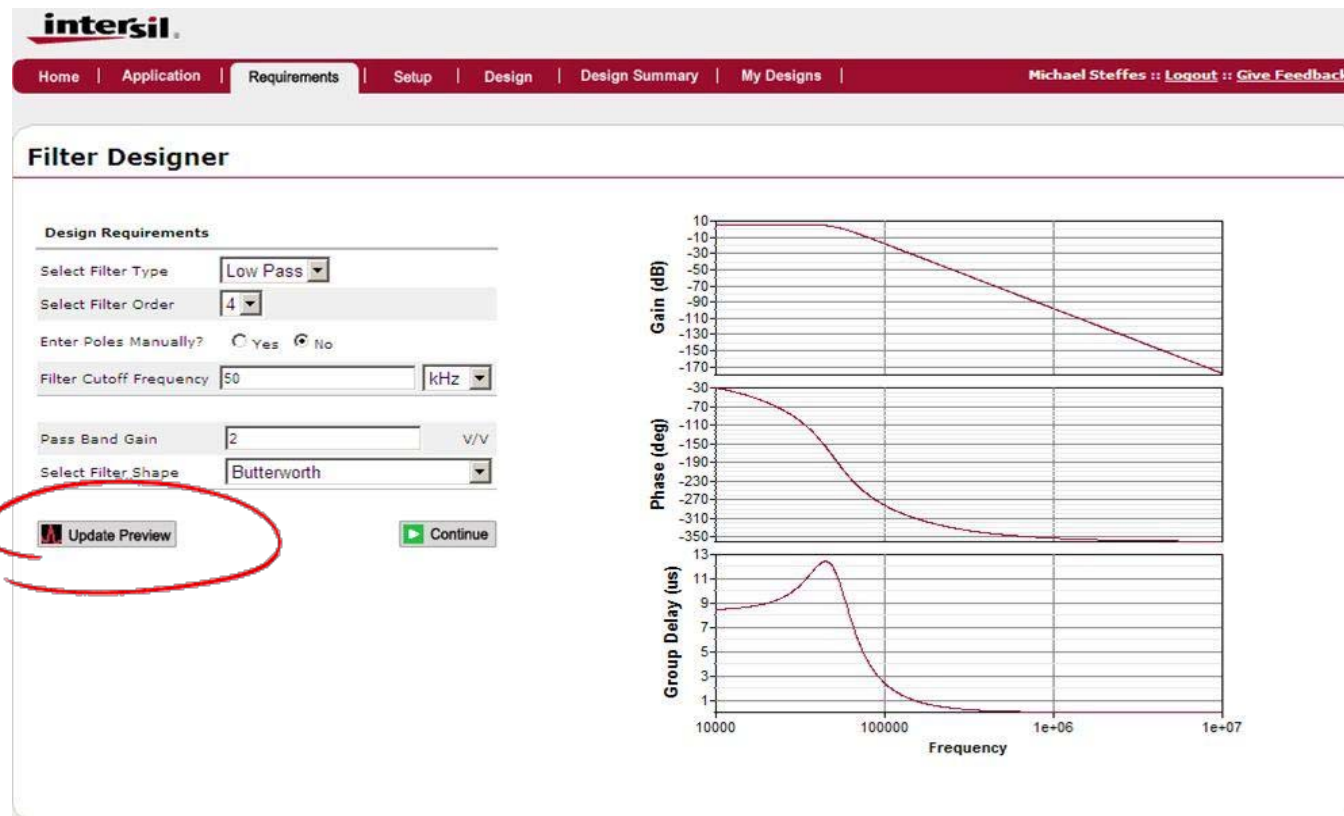 intersil.
Home | Application | Requirements | Setup | Design | Design Summary | My Designs | Michael Steffes :: Logout :: Give Feedback
Filter Designer
Design Requirements
Select Filter Type Low Pass
Select Filter Order 4
Enter Poles Manually? Yes No
Filter Cutoff Frequency 50 kHz
Pass Band Gain 2 V/V
Select Filter Shape Butterworth
Update Preview Continue
Gain (dB)
10
-10
-30
-50
-70
-90
-110
-130
-150
-170
Phase (deg)
-30
-70
-110
-150
-190
-230
-270
-310
-350
Group Delay (us)
13
11
9
7
5
3
1
10000 100000 1e+06 1e+07
Frequency